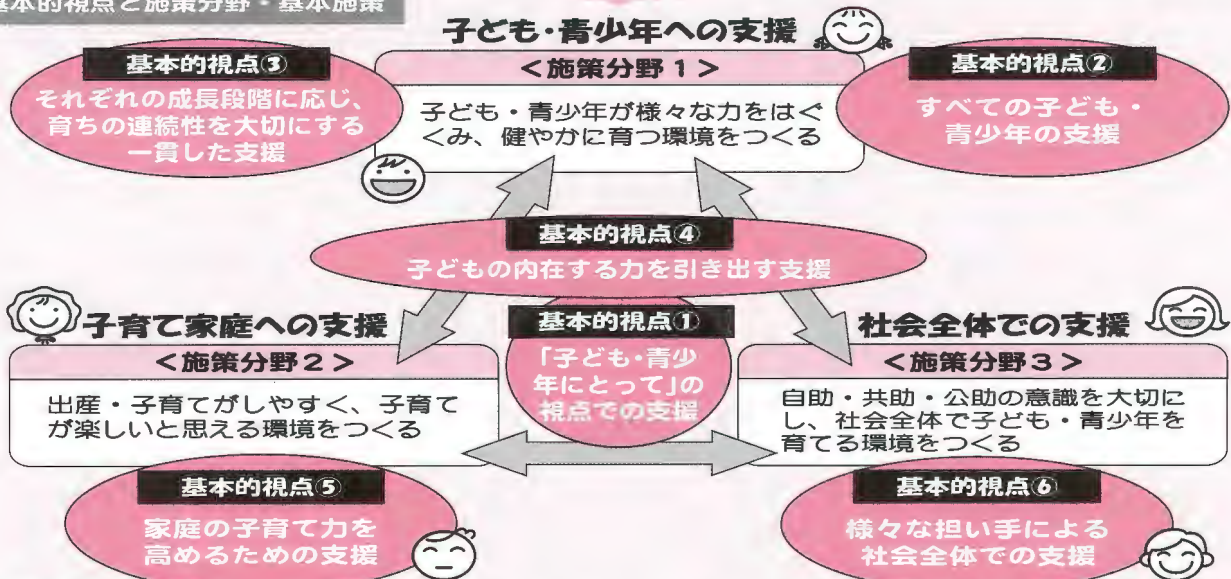 基本的視点と施策分野・基本施策
子ども・青少年への支援
基本的視点③
それぞれの成長段階に応じ、
育ちの連続性を大切にする
一貫した支援
<施策分野1>
子ども・青少年が様々な力をはぐ
くみ、健やかに育つ環境をつくる
基本的視点②
すべての子ども・
青少年の支援
基本的視点④
子どもの内在する力を引き出す支援
子育て家庭への支援
<施策分野2>
出産・子育てがしやすく、子育て
が楽しいと思える環境をつくる
基本的視点①
「子ども・青少
年にとって」の
視点での支援
社会全体での支援
<施策分野3>
自助・共助・公助の意識を大切に
し、社会全体で子ども・青少年を
育てる環境をつくる
基本的視点⑤
家庭の子育て力を
高めるための支援
基本的視点⑥
様々な担い手による
社会全体での支援